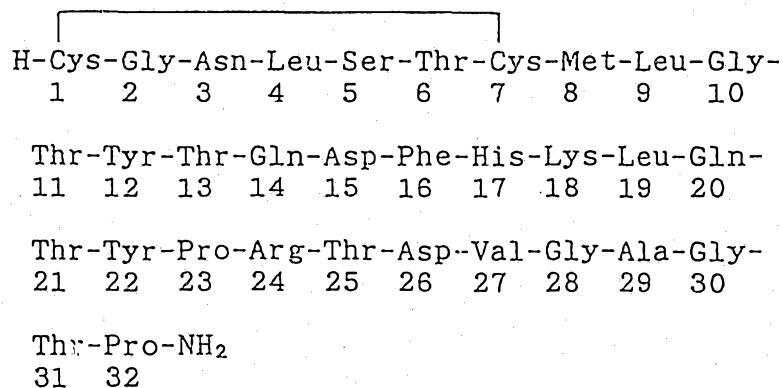 H-Cys-Gly-Asn-Leu-Ser-Thr-Cys-Met-Leu-Gly-
1 2 3 4 5 6 7 8 9 10
Thr-Tyr-Thr-Gln-Asp-Phe-His-Lys-Leu-Gln-
11 12 13 14 15 16 17 18 19 20
Thr-Tyr-Pro-Arg-Thr-Asp-Val-Gly-Ala-Gly-
21 22 23 24 25 26 27 28 29 30
Thr-Pro-NH₂
31 32